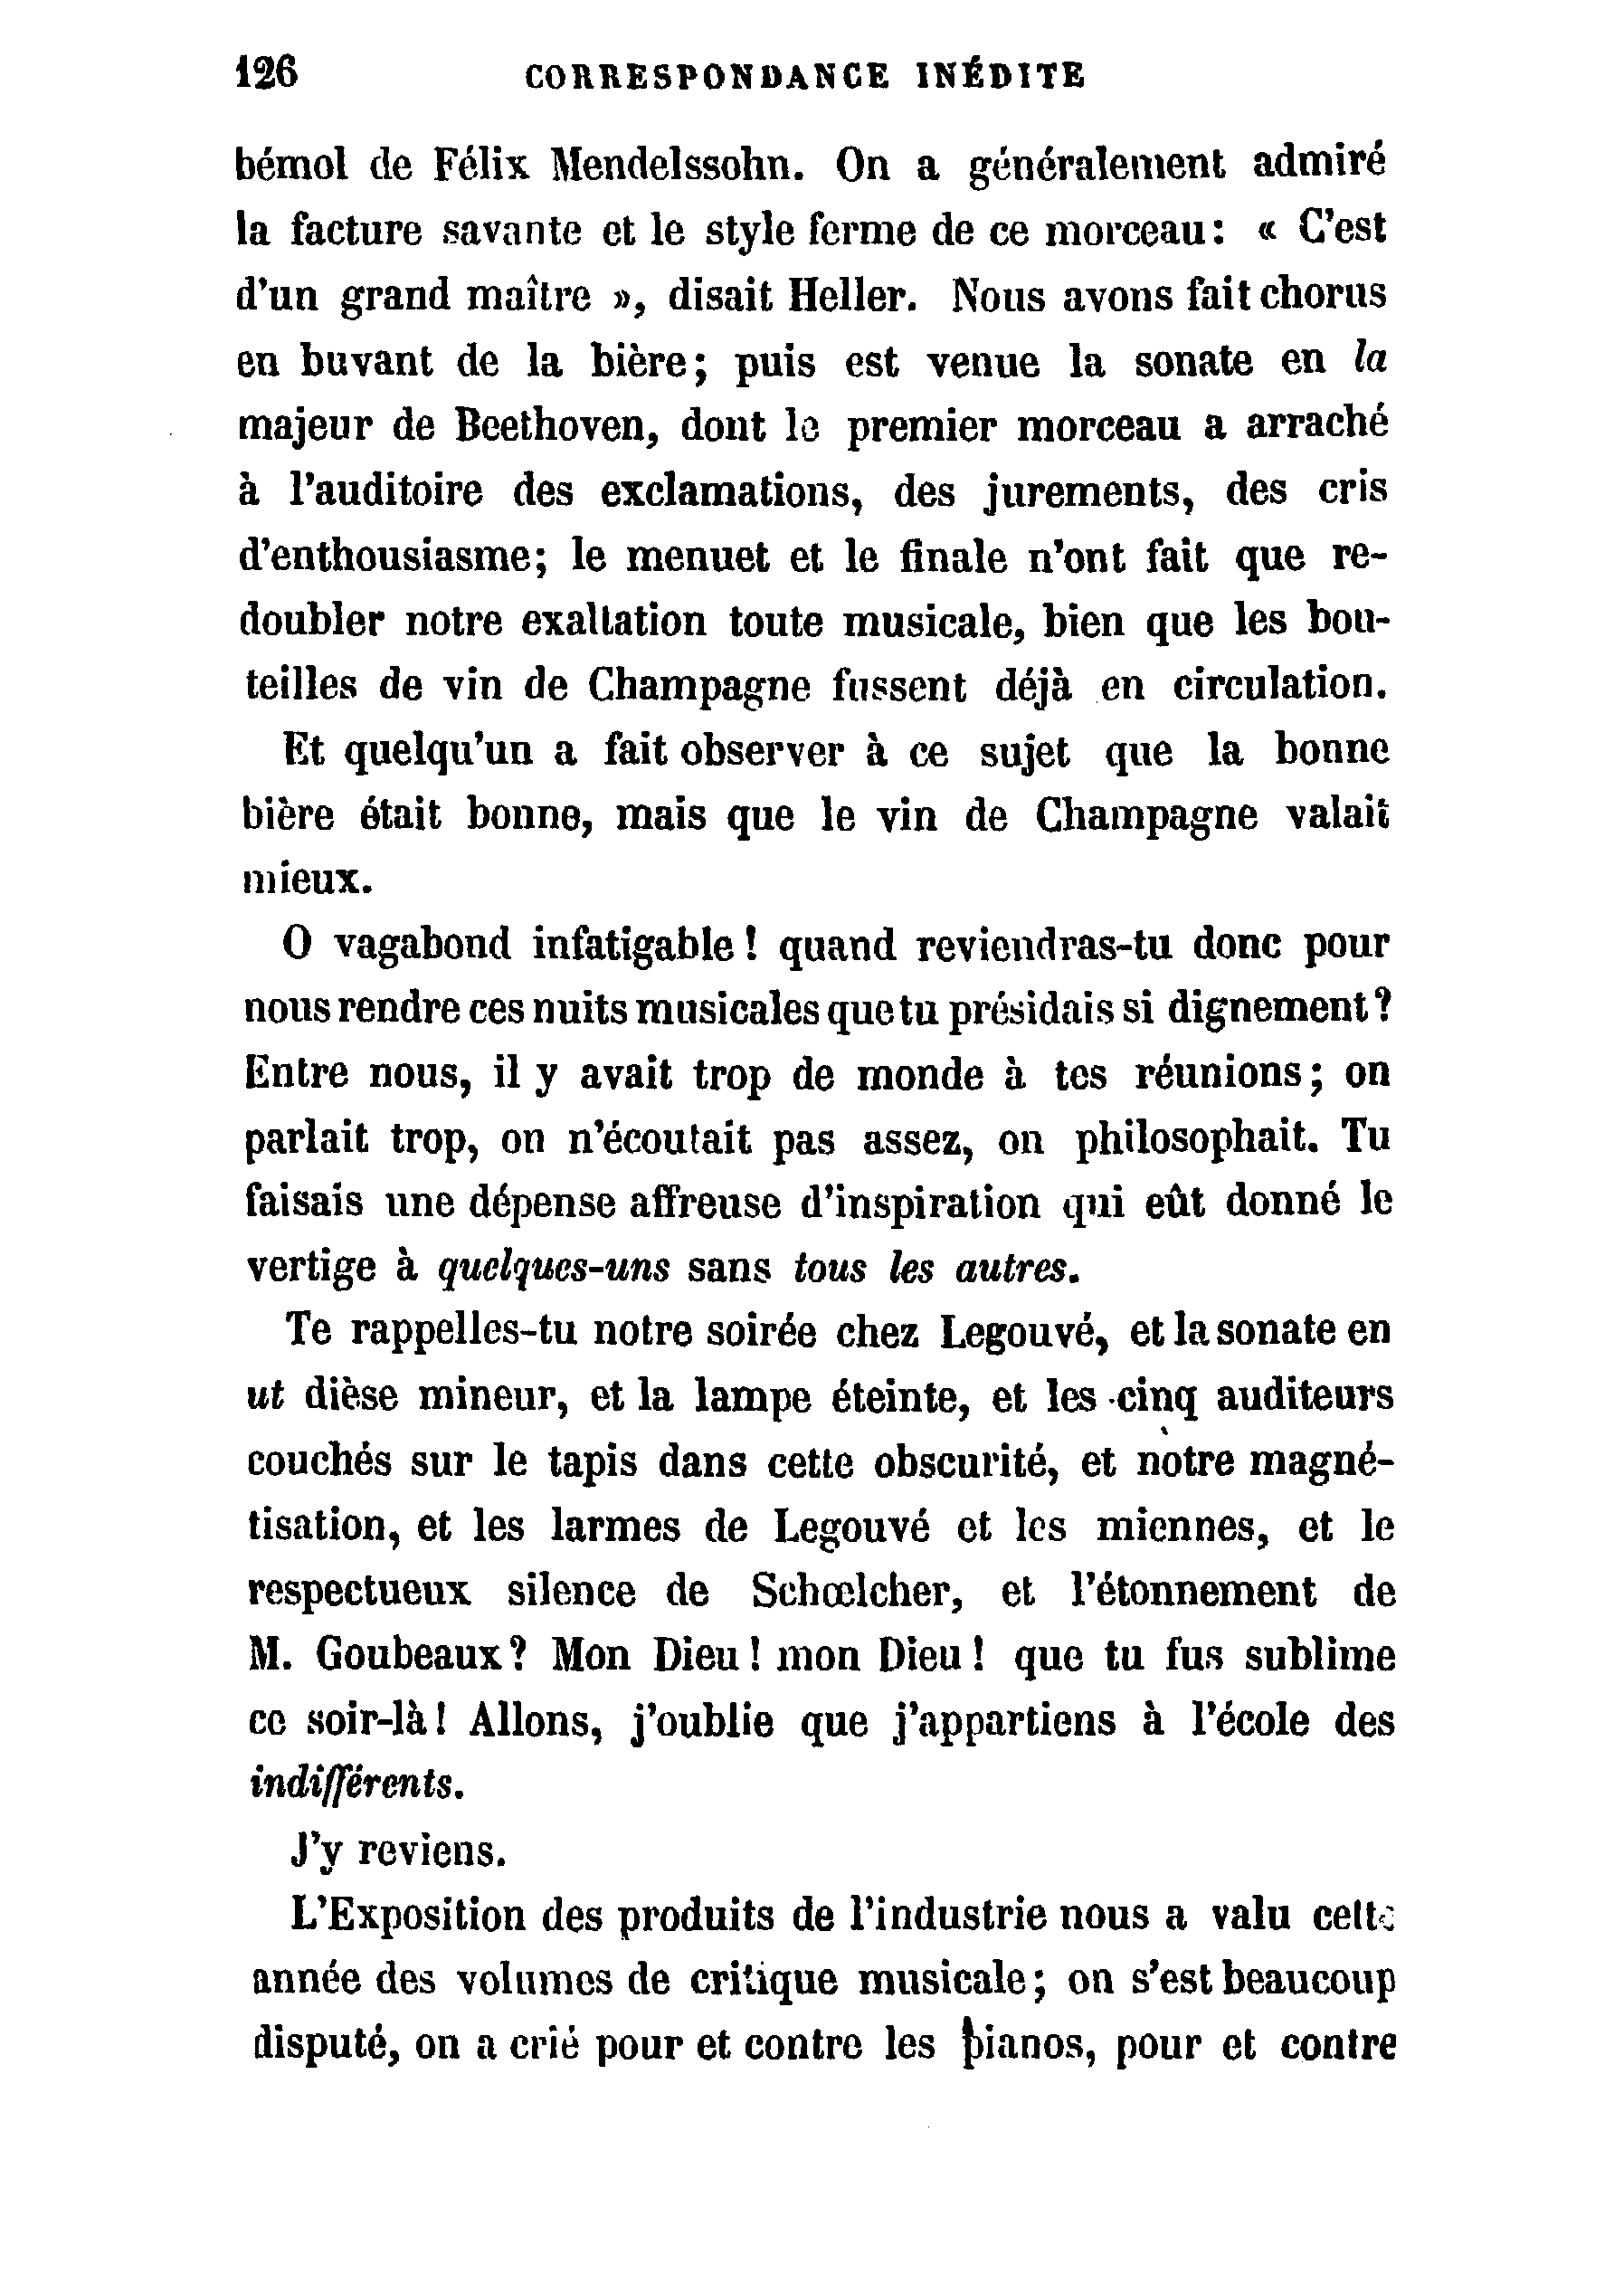 126 CORRESPONDANCE INÉDITE
bémol de Félix Mendelssohn. On a généralement admiré
la facture savante et le style ferme de ce morceau: « C'est
d'un grand maître », disait Heller. Nous avons fait chorus
en buvant de la bière; puis est venue la sonate en la
majeur de Beethoven, dont le premier morceau a arraché
à l'auditoire des exclamations, des jurements, des cris
d'enthousiasme; le menuet et le finale n'ont fait que re-
doubler notre exaltation toute musicale, bien que les bou-
teilles de vin de Champagne fussent déjà en circulation.
Et quelqu'un a fait observer à ce sujet que la bonne
bière était bonne, mais que le vin de Champagne valait
mieux.
O vagabond infatigable ! quand reviendras-tu donc pour
nous rendre ces nuits musicales que tu présidais si dignement ?
Entre nous, il y avait trop de monde à tes réunions; on
parlait trop, on n'écoutait pas assez, on philosophait. Tu
faisais une dépense affreuse d'inspiration qui eût donné le
vertige à quelques-uns sans tous les autres.
Te rappelles-tu notre soirée chez Legouvé, et la sonate en
ut dièse mineur, et la lampe éteinte, et les cinq auditeurs
couchés sur le tapis dans cette obscurité, et notre magné-
tisation, et les larmes de Legouvé et les miennes, et le
respectueux silence de Schœlcher, et l'étonnement de
M. Goubeaux ? Mon Dieu ! mon Dieu ! que tu fus sublime
ce soir-là ! Allons, j'oublie que j'appartiens à l'école des
indifférents.
J'y reviens.
L'Exposition des produits de l'industrie nous a valu cette
année des volumes de critique musicale; on s'est beaucoup
disputé, on a crié pour et contre les pianos, pour et contre